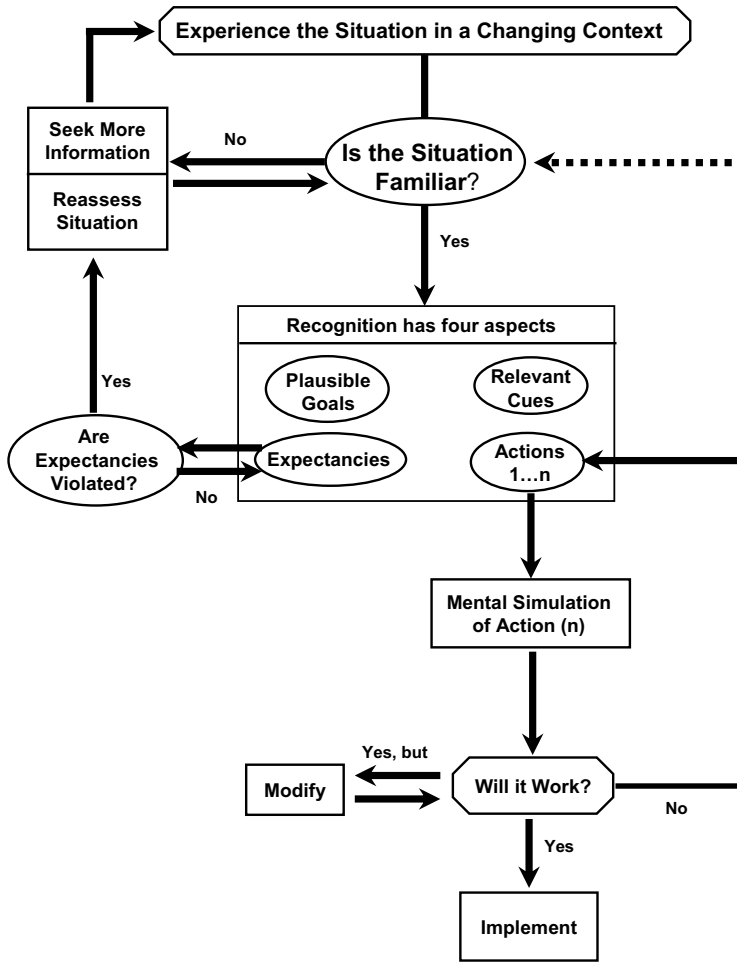 Experience the Situation in a Changing Context
Seek More
Information
No
Is the Situation
Familiar?
Reassess
Situation
Yes
Recognition has four aspects
Plausible
Goals
Relevant
Cues
Yes
Are
Expectancies
Violated?
Expectancies
Actions
1…n
No
Mental Simulation
of Action (n)
Yes, but
Modify
Will it Work?
No
Yes
Implement